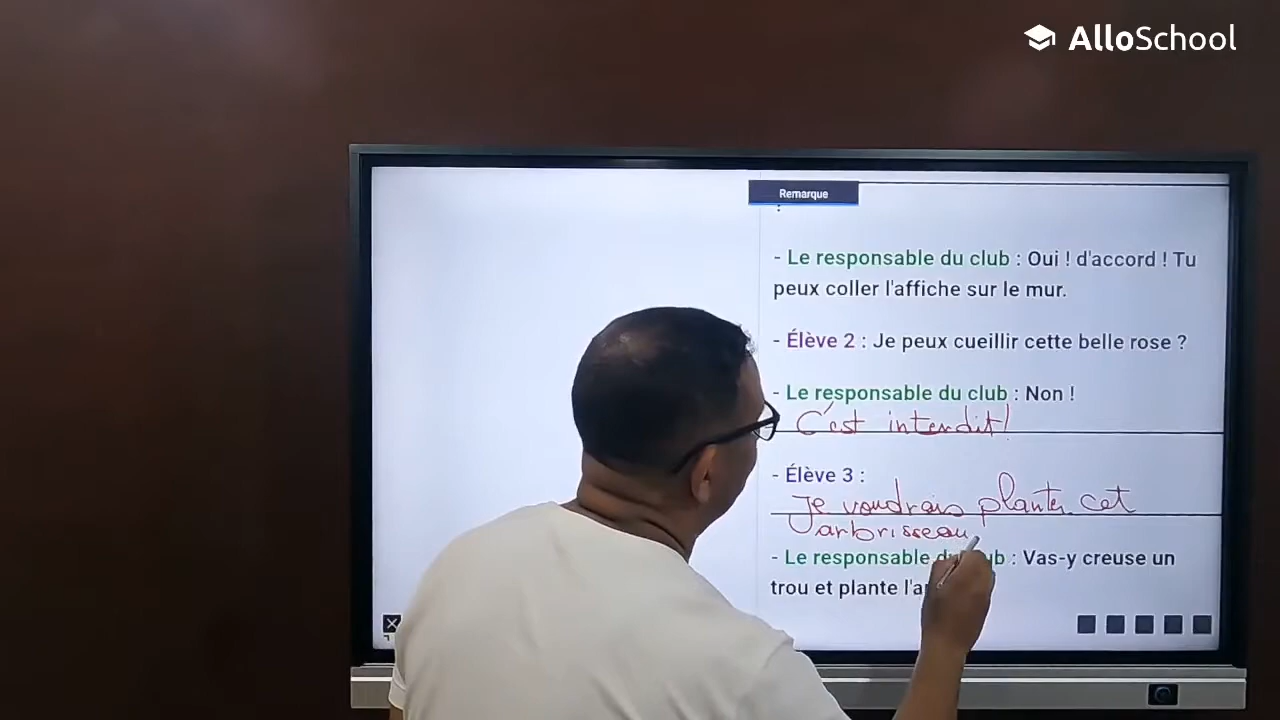 AlloSchool
Remarque
:
- Le responsable du club : Oui ! d'accord ! Tu
peux coller l'affiche sur le mur.
- Élève 2 : Je peux cueillir cette belle rose ?
- Le responsable du club : Non !
C'est interdit !
- Élève 3 :
Je voudrais planter cet
arbrisseau
- Le responsable du club : Vas-y creuse un
trou et plante